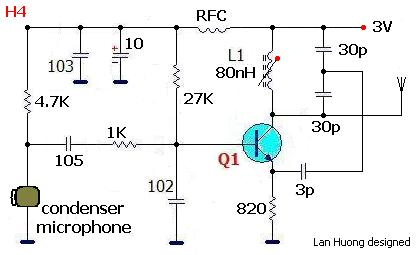 H4
RFC
3V
103
10
L1
80nH
30p
4.7K
27K
30p
1K
105
Q1
102
3p
820
condenser
microphone
Lan Huong designed